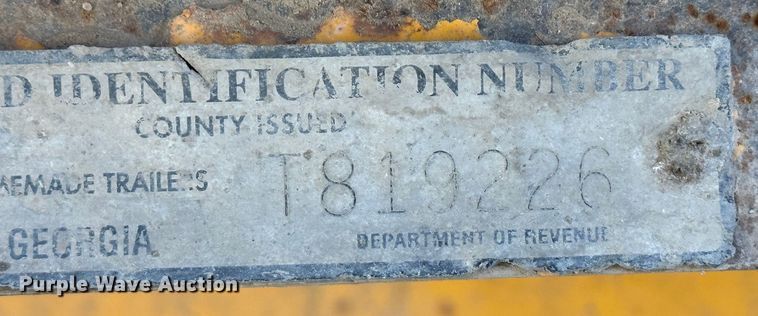 D IDENTIFICATION NUMBER
COUNTY ISSUED
MEMADE TRAILERS T819226
GEORGIA DEPARTMENT OF REVENUE
Purple Wave Auction